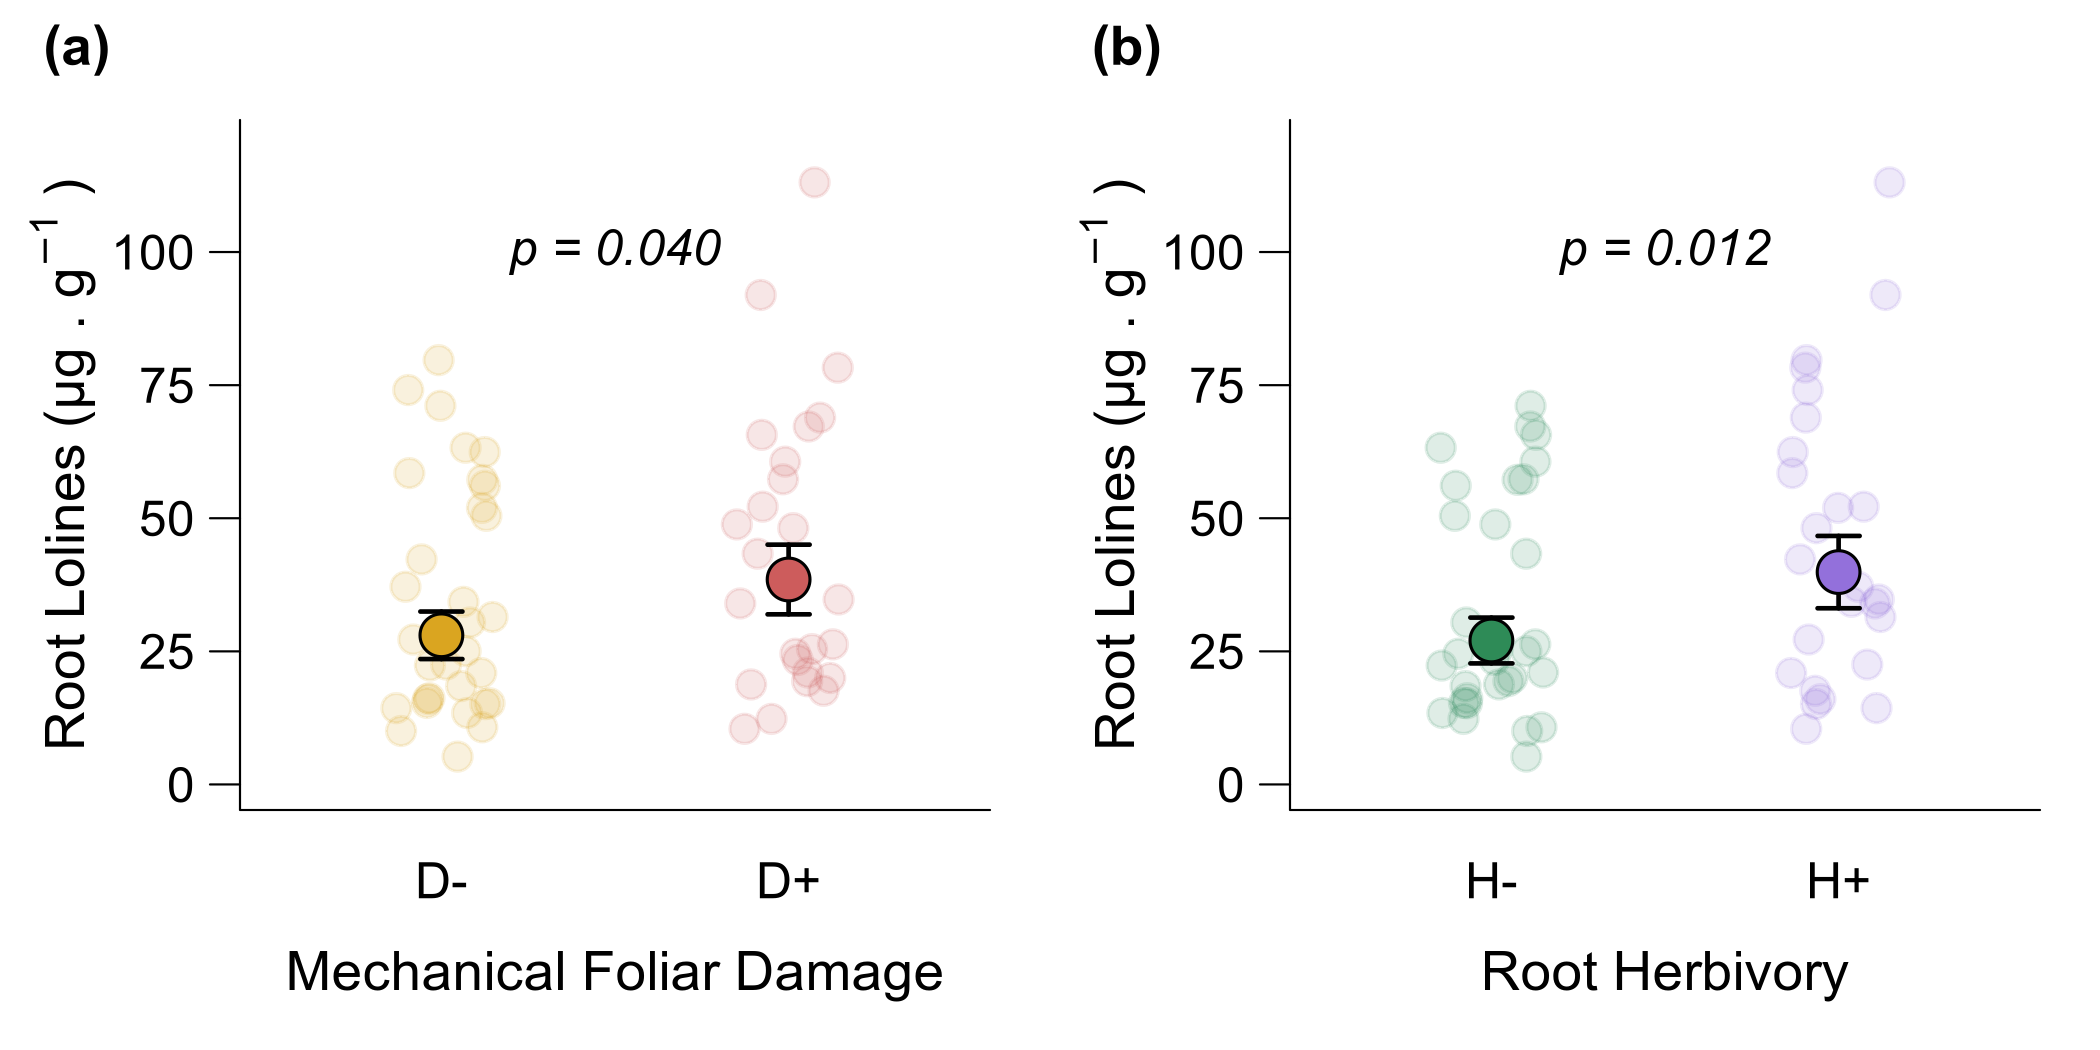 (a)
Root Lolines (µg . g⁻¹ )
100
75
50
25
0
p = 0.040
D-
D+
Mechanical Foliar Damage
(b)
Root Lolines (µg . g⁻¹ )
100
75
50
25
0
p = 0.012
H-
H+
Root Herbivory